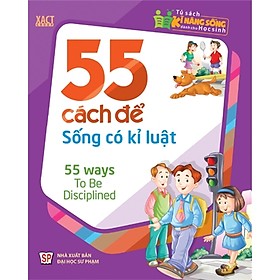 XACT
Tủ sách
KĨ NĂNG SỐNG
dành cho Học sinh
55
cách để
Sống có kỉ luật
55 ways
To Be
Disciplined
SP
NHÀ XUẤT BẢN
ĐẠI HỌC SƯ PHẠM